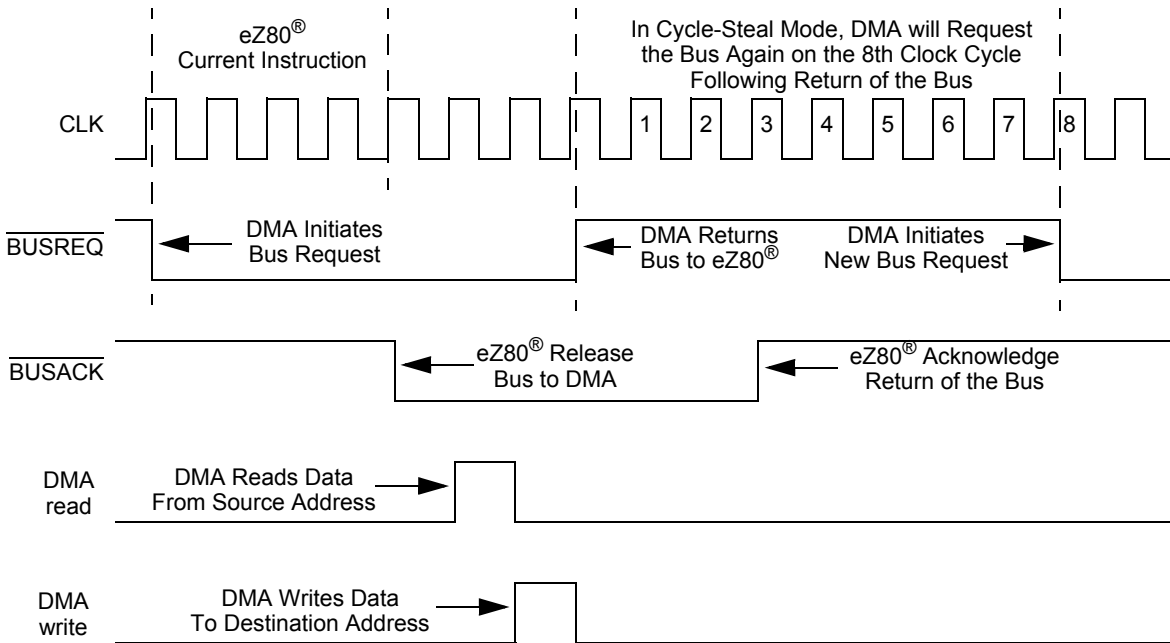 eZ80®
Current Instruction
In Cycle-Steal Mode, DMA will Request
the Bus Again on the 8th Clock Cycle
Following Return of the Bus
CLK
1 2 3 4 5 6 7 8
BUSREQ
DMA Initiates
Bus Request
DMA Returns
Bus to eZ80®
DMA Initiates
New Bus Request
BUSACK
eZ80® Release
Bus to DMA
eZ80® Acknowledge
Return of the Bus
DMA
read
DMA Reads Data
From Source Address
DMA
write
DMA Writes Data
To Destination Address